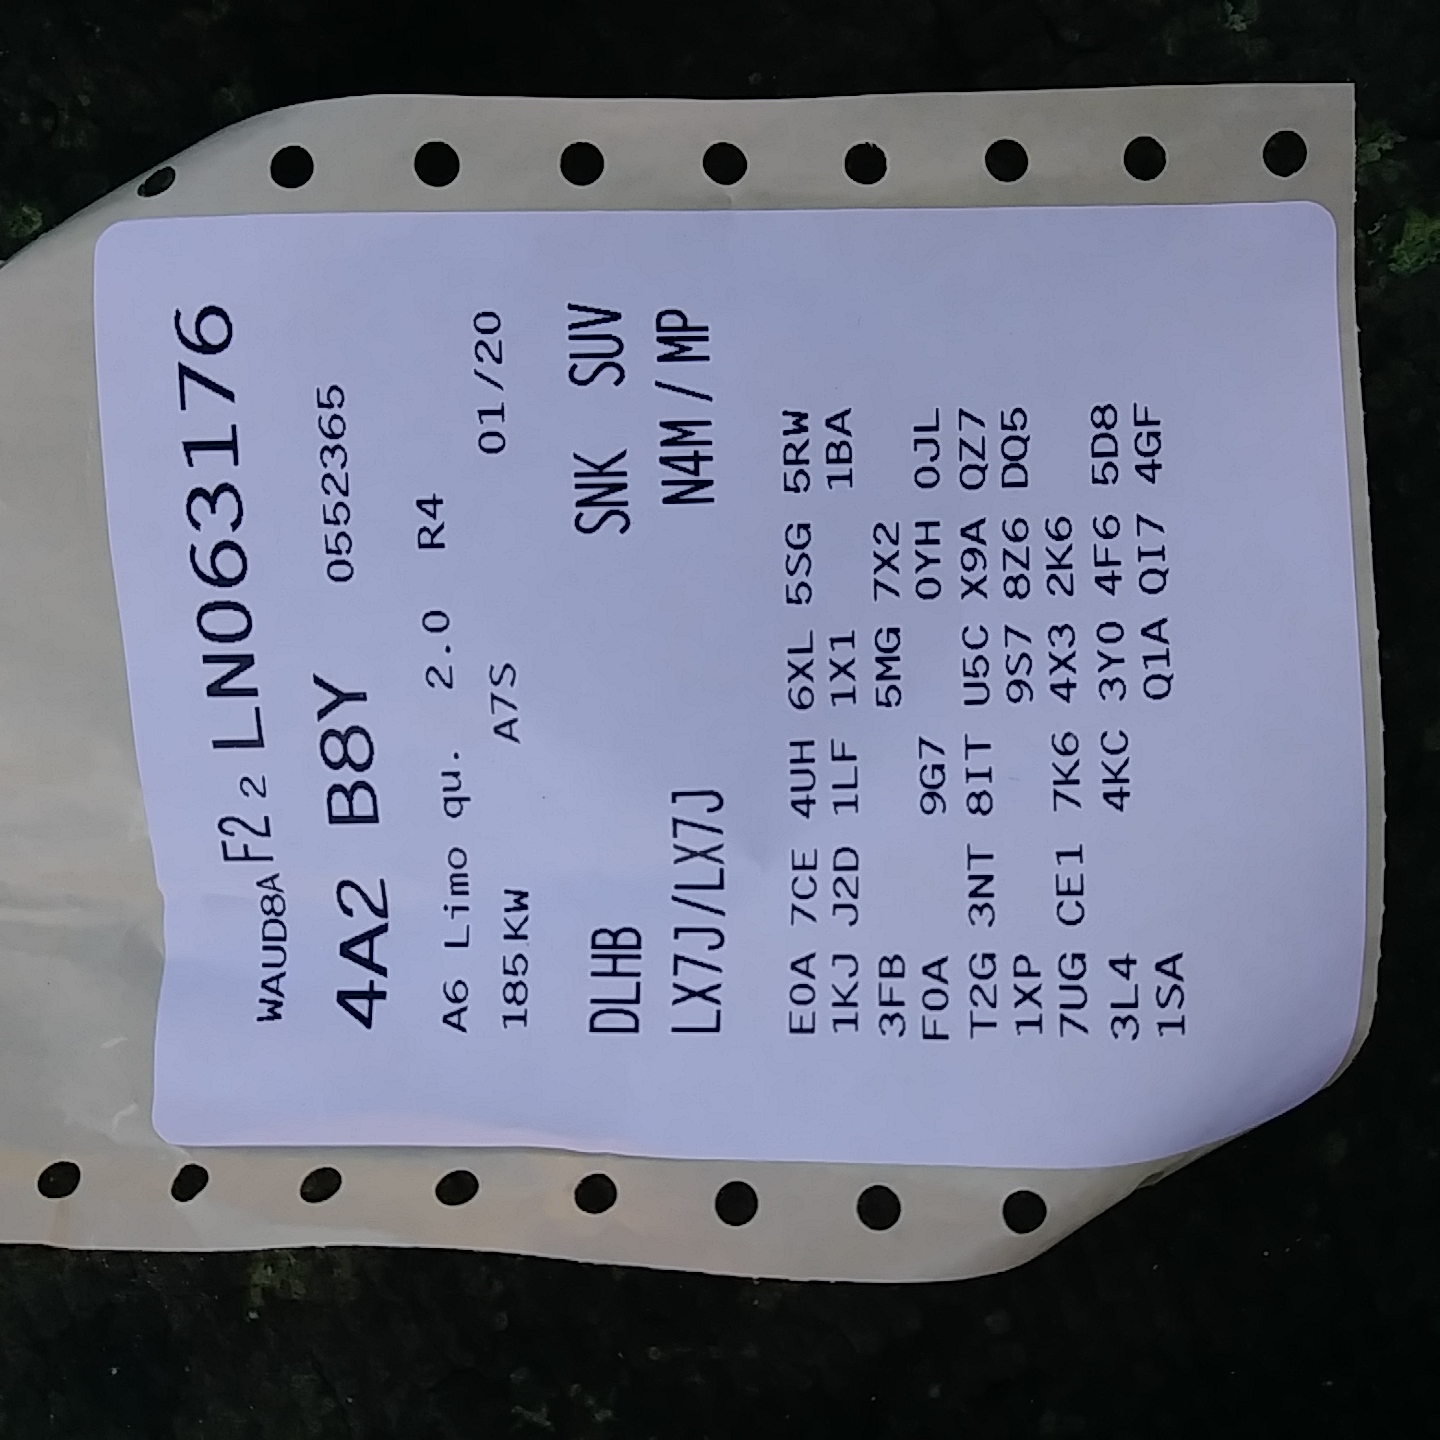 WAUD8A F2 2 LN063176
4A2 B8Y 0552365
A6 Limo qu. 2.0 R4
185 KW A7S 01/20
DLHB SNK SUV
LX7J/LX7J N4M / MP
E0A 7CE 4UH 6XL 5SG 5RW
1KJ J2D 1LF 1X1 1BA
3FB 5MG 7X2
F0A 9G7 0YH 0JL
T2G 3NT 8IT U5C X9A QZ7
1XP 9S7 8Z6 DQ5
7UG CE1 7K6 4X3 2K6
3L4 4KC 3Y0 4F6 5D8
1SA Q1A QI7 4GF